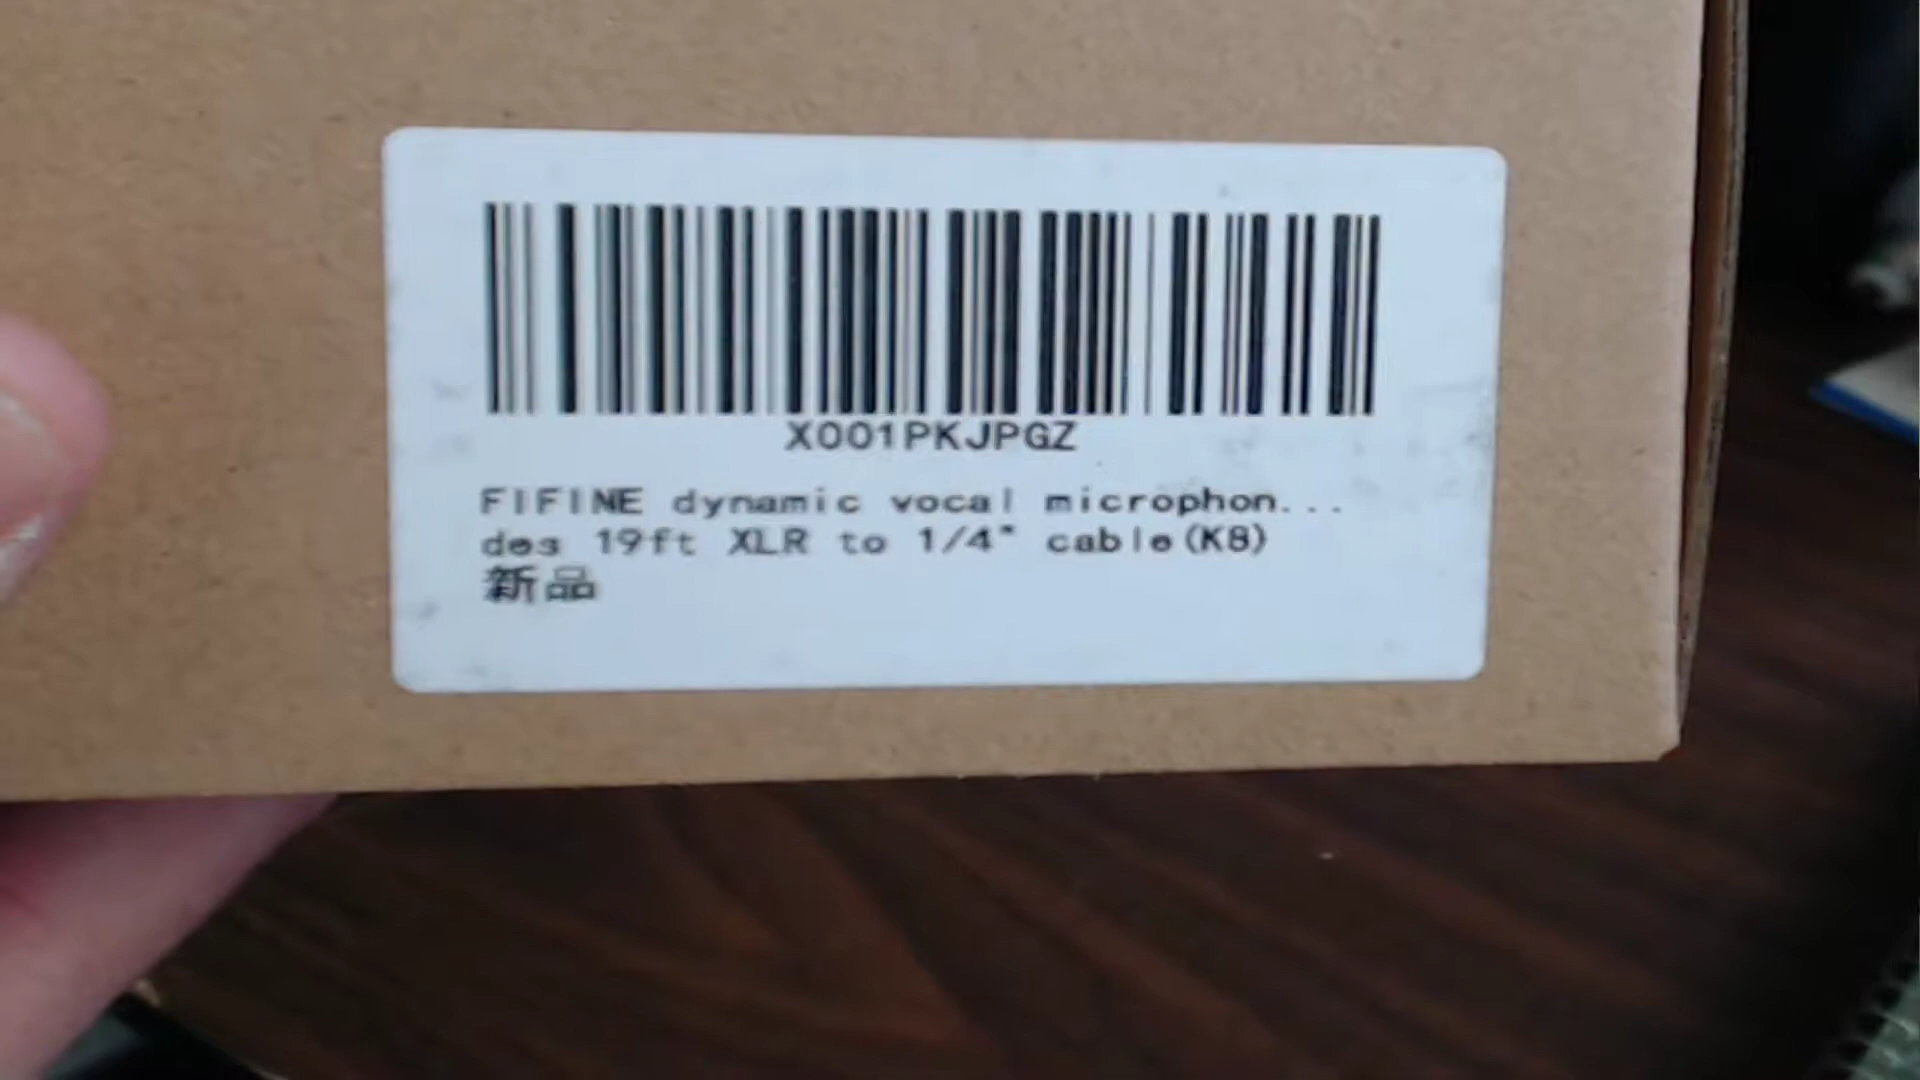 X001PKJPGZ
FIFINE dynamic vocal microphon...
des 19ft XLR to 1/4" cable(K8)
新品